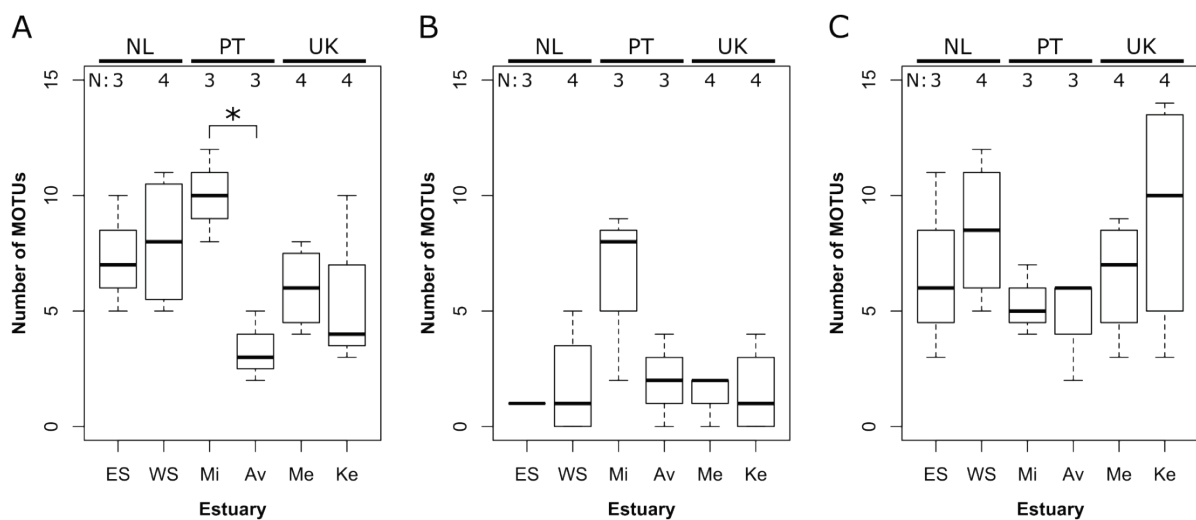 A
NL PT UK
N: 3 4 3 3 4 4
*
15
10
5
0
Number of MOTUs
ES WS Mi Av Me Ke
Estuary
B
NL PT UK
N: 3 4 3 3 4 4
15
10
5
0
Number of MOTUs
ES WS Mi Av Me Ke
Estuary
C
NL PT UK
N: 3 4 3 3 4 4
15
10
5
0
Number of MOTUs
ES WS Mi Av Me Ke
Estuary